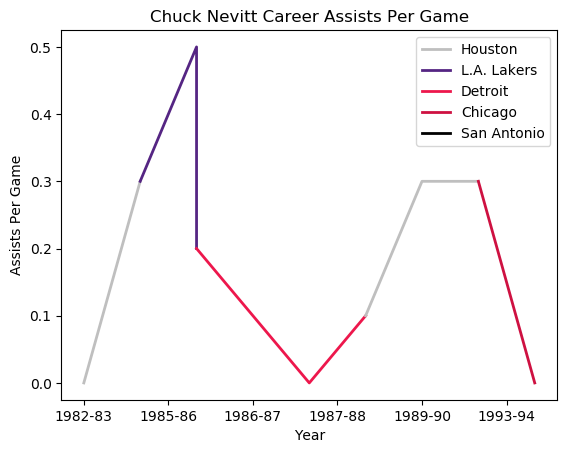 Chuck Nevitt Career Assists Per Game
Houston
L.A. Lakers
Detroit
Chicago
San Antonio
Assists Per Game
0.5
0.4
0.3
0.2
0.1
0.0
1982-83 1985-86 1986-87 1987-88 1989-90 1993-94
Year